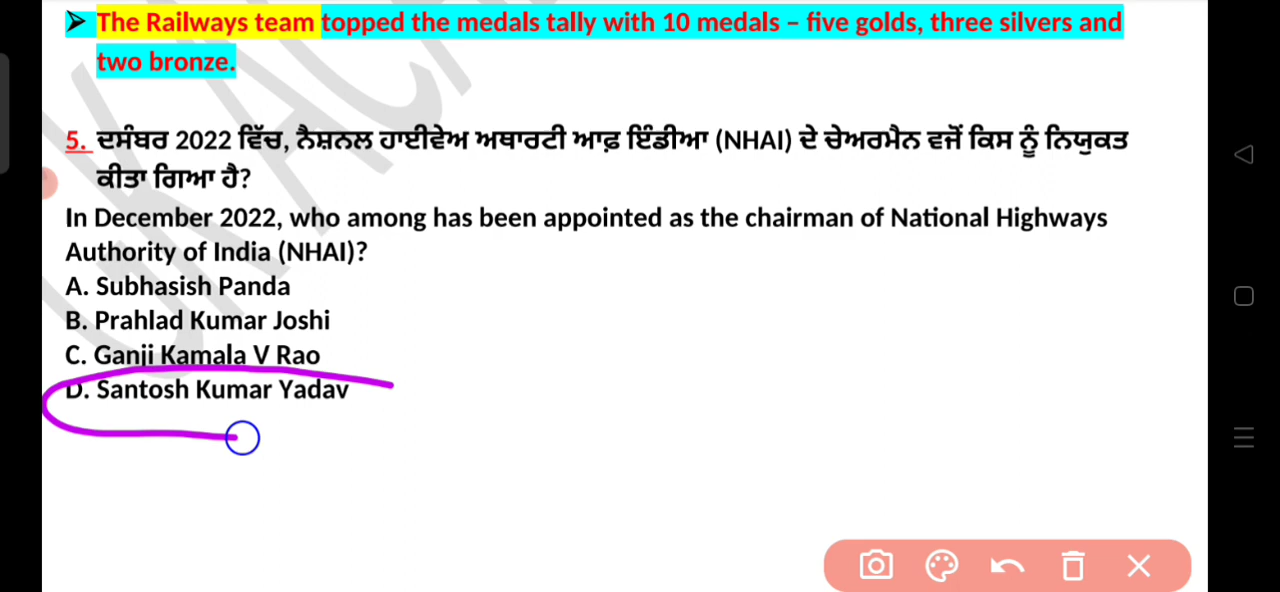 ➤ The Railways team topped the medals tally with 10 medals – five golds, three silvers and
two bronze.
5. ਦਸੰਬਰ 2022 ਵਿੱਚ, ਨੈਸ਼ਨਲ ਹਾਈਵੇਅ ਅਥਾਰਟੀ ਆਫ਼ ਇੰਡੀਆ (NHAI) ਦੇ ਚੇਅਰਮੈਨ ਵਜੋਂ ਕਿਸ ਨੂੰ ਨਿਯੁਕਤ
ਕੀਤਾ ਗਿਆ ਹੈ?
In December 2022, who among has been appointed as the chairman of National Highways
Authority of India (NHAI)?
A. Subhasish Panda
B. Prahlad Kumar Joshi
C. Ganji Kamala V Rao
D. Santosh Kumar Yadav